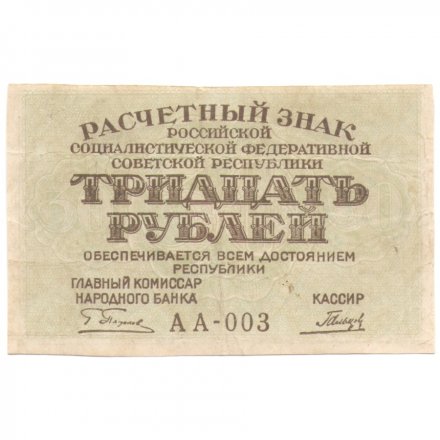 РАСЧЕТНЫЙ ЗНАК
РОССИЙСКОЙ
СОЦИАЛИСТИЧЕСКОЙ ФЕДЕРАТИВНОЙ
СОВЕТСКОЙ РЕСПУБЛИКИ
ТРИДЦАТЬ
РУБЛЕЙ
ОБЕСПЕЧИВАЕТСЯ ВСЕМ ДОСТОЯНИЕМ
РЕСПУБЛИКИ
ГЛАВНЫЙ КОМИССАР
НАРОДНОГО БАНКА
КАССИР
АА-003